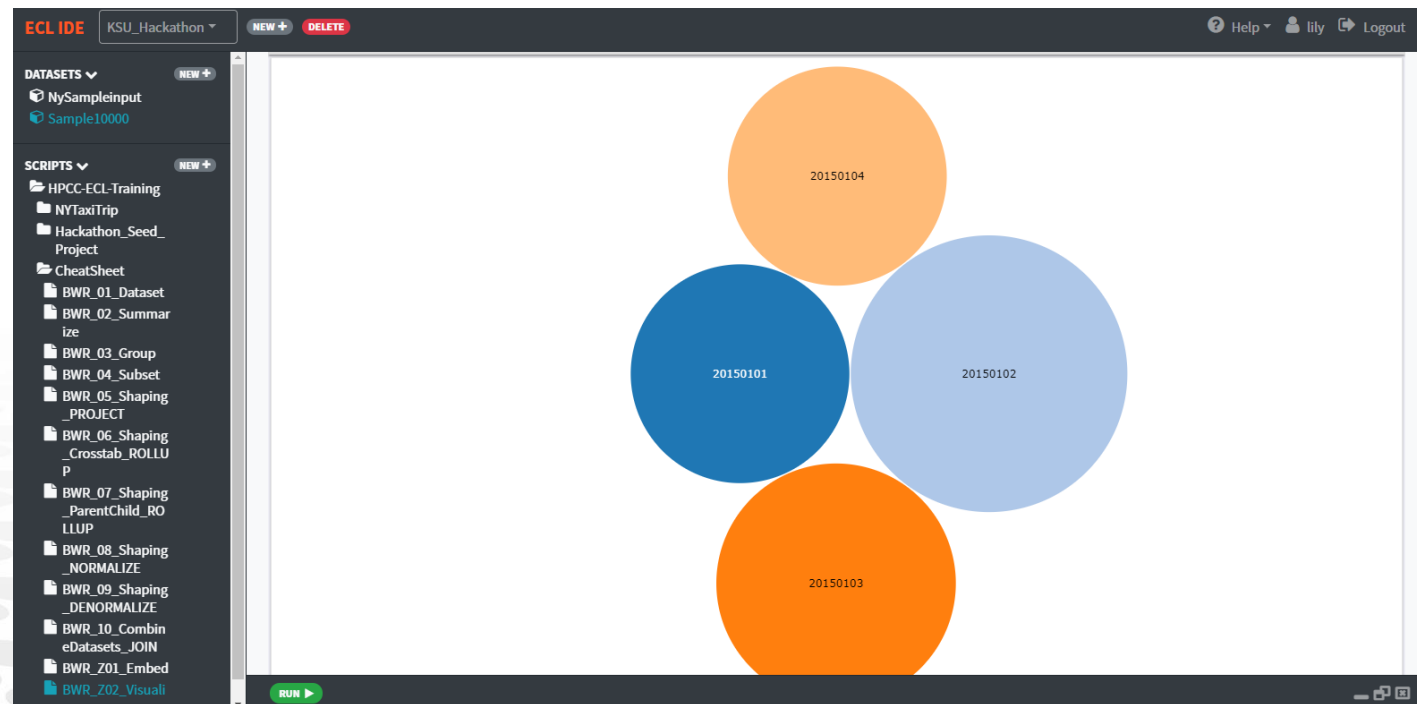 ECL IDE KSU_Hackathon NEW + DELETE Help lily Logout
DATASETS NEW +
NySampleinput
Sample10000
SCRIPTS NEW +
HPCC-ECL-Training
NYTaxiTrip
Hackathon_Seed_
Project
CheatSheet
BWR_01_Dataset
BWR_02_Summar
ize
BWR_03_Group
BWR_04_Subset
BWR_05_Shaping
_PROJECT
BWR_06_Shaping
_Crosstab_ROLLU
P
BWR_07_Shaping
_ParentChild_RO
LLUP
BWR_08_Shaping
_NORMALIZE
BWR_09_Shaping
_DENORMALIZE
BWR_10_Combin
eDatasets_JOIN
BWR_Z01_Embed
BWR_Z02_Visuali
20150104
20150101
20150102
20150103
RUN